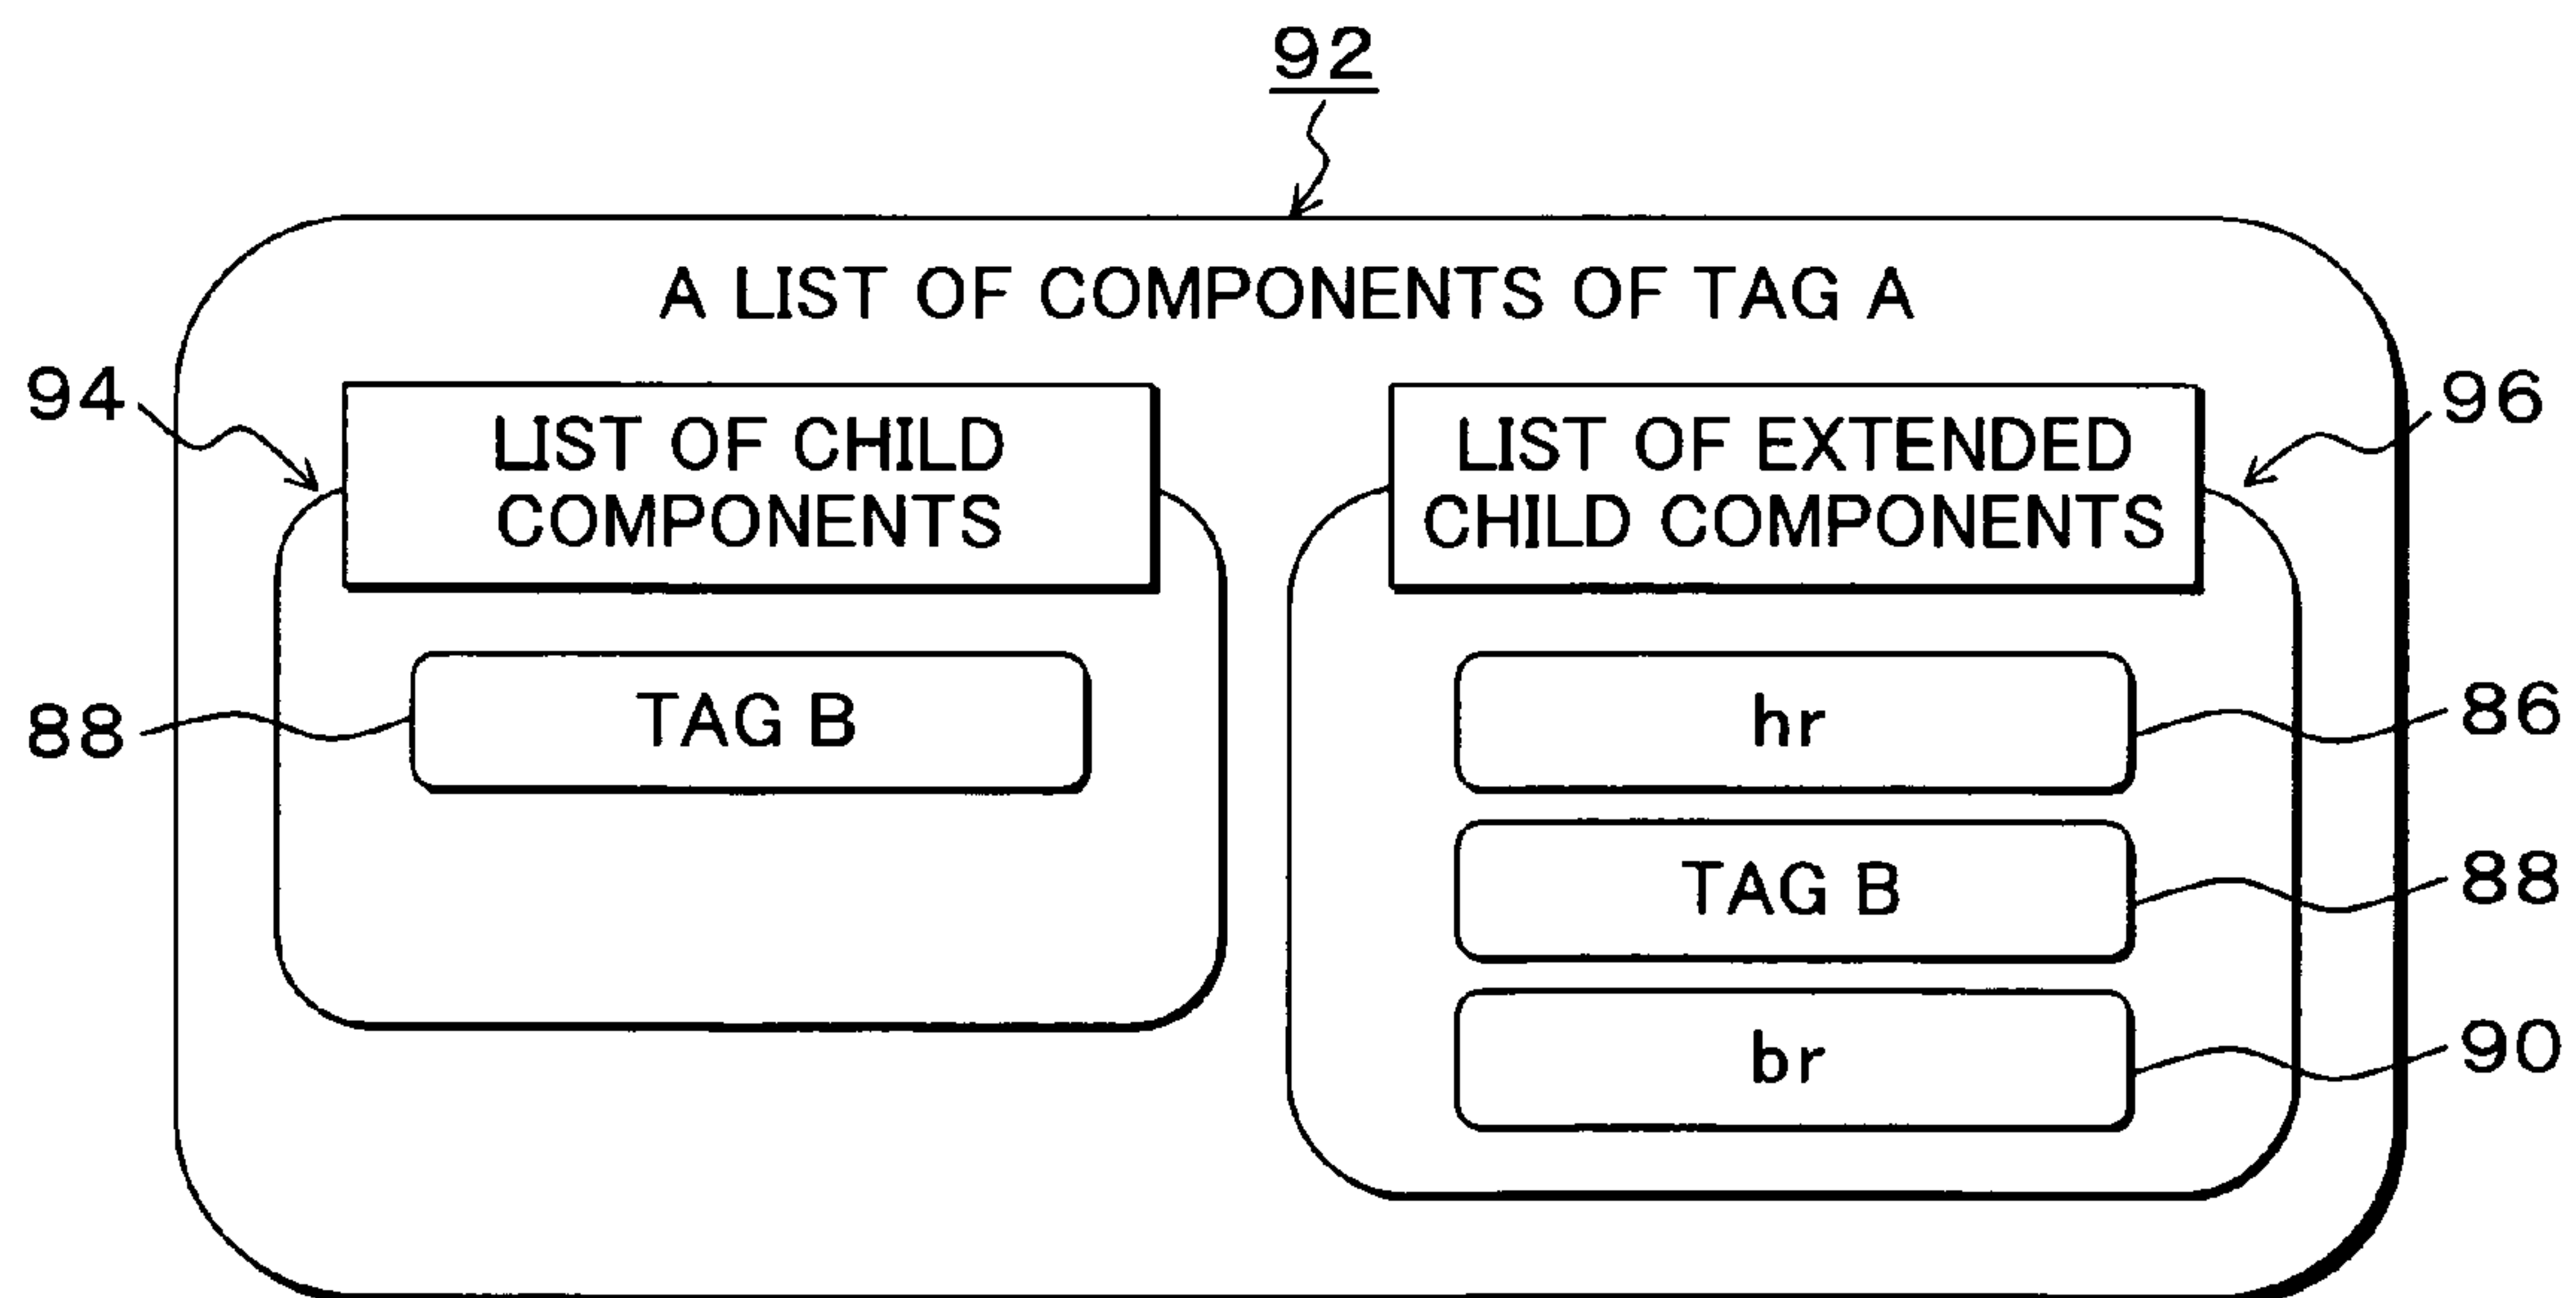 92
A LIST OF COMPONENTS OF TAG A
94
LIST OF CHILD
COMPONENTS
LIST OF EXTENDED
CHILD COMPONENTS
96
88
TAG B
hr
86
TAG B
88
br
90